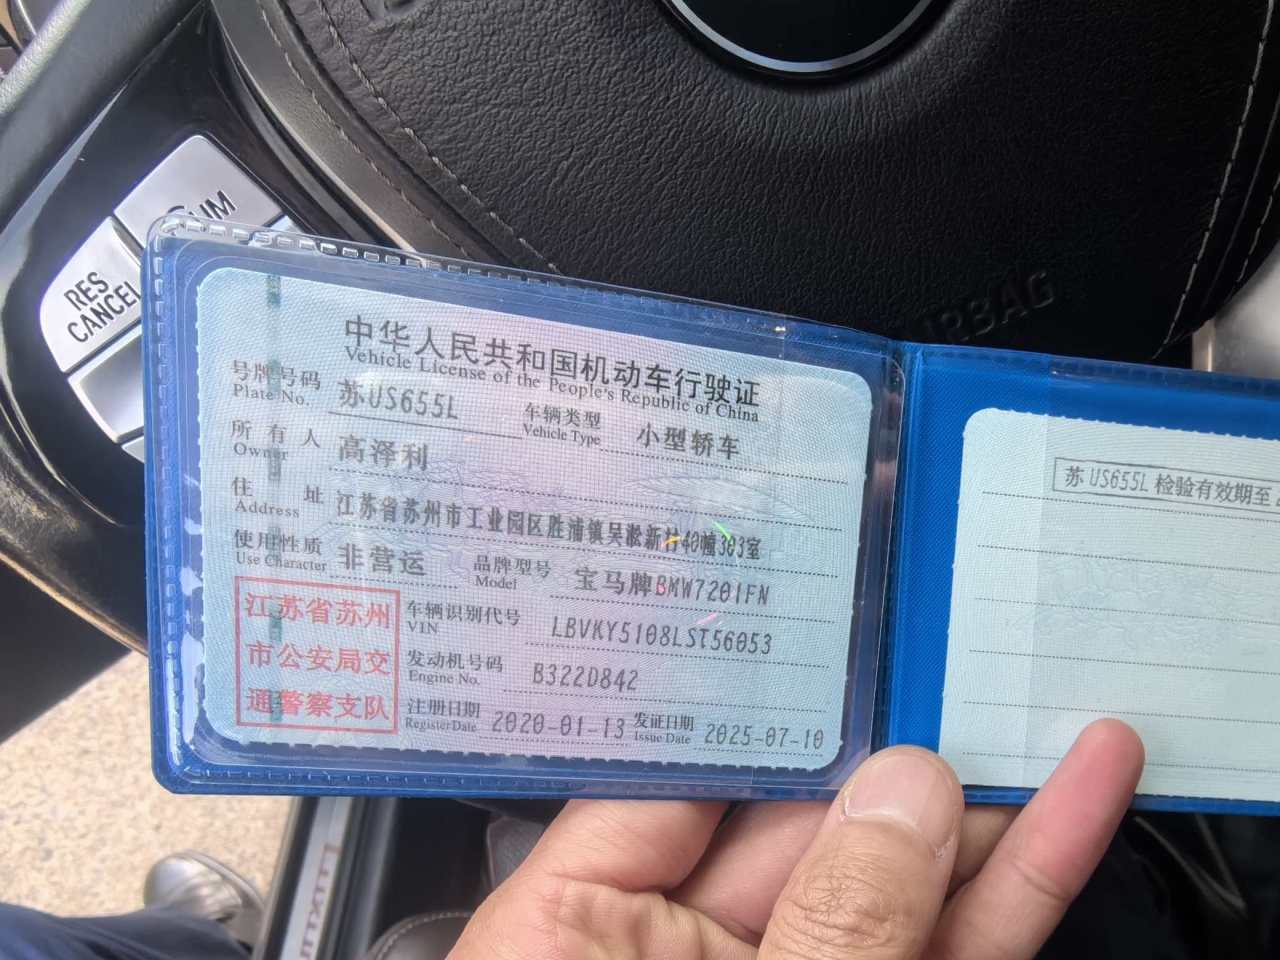 UM
RES
CANCEL
AIRBAG
中华人民共和国机动车行驶证
Vehicle License of the People's Republic of China
号牌号码 苏US655L 车辆类型 小型轿车
Plate No. Vehicle Type
所有人 高泽利
Owner
住址 江苏省苏州市工业园区胜浦镇吴淞新村40幢303室
Address
使用性质 非营运 品牌型号 宝马牌BMW7201FN
Use Character Model
江苏省苏州
市公安局交
通警察支队
车辆识别代号 LBVKY5108LST56053
VIN
发动机号码 B322D842
Engine No.
注册日期 2020-01-13 发证日期 2025-07-10
Register Date Issue Date
苏US655L 检验有效期至